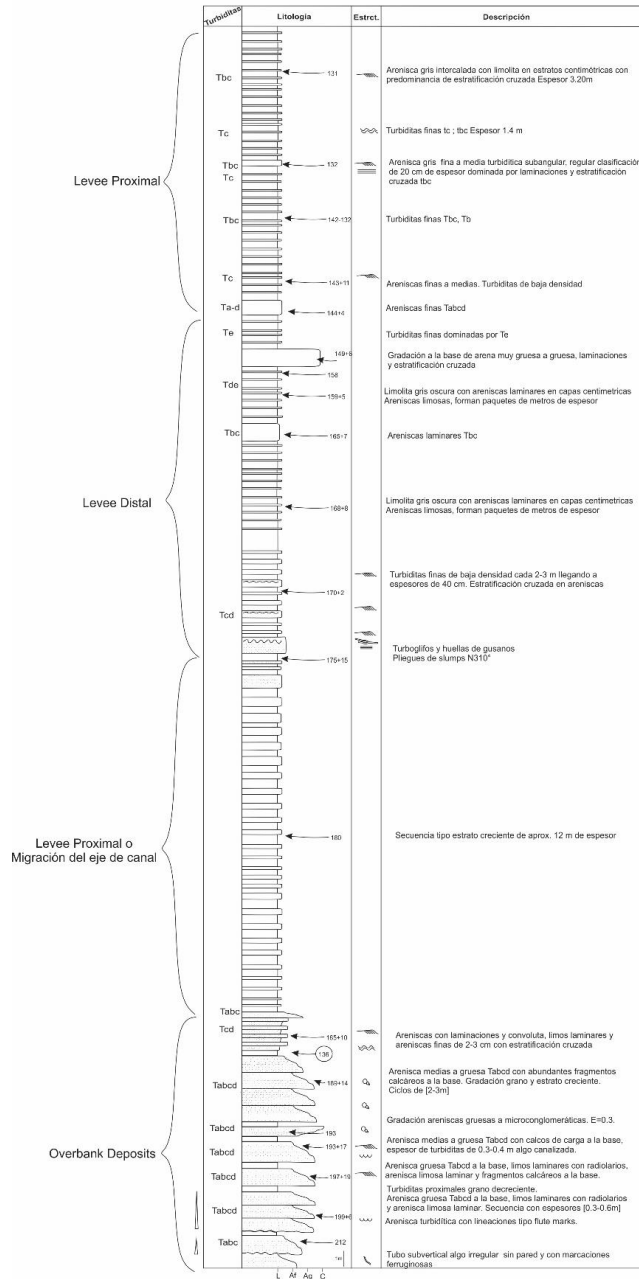 Turbiditas Litología Estrct. Descripción
Levee Proximal
Tbc 131 Arenisca gris intercalada con limolita en estratos centimétricas con
predominancia de estratificación cruzada Espesor 3.20m
Tc Turbiditas finas tc ; tbc Espesor 1.4 m
Tbc 132 Arenisca gris fina a media turbidítica subangular, regular clasificación
Tc de 20 cm de espesor dominada por laminaciones y estratificación
cruzada tbc
Tbc 142-132 Turbiditas finas Tbc, Tb
Tc 143+11 Areniscas finas a medias. Turbiditas de baja densidad
Ta-d 144+4 Areniscas finas Tabcd
Levee Distal
Te Turbiditas finas dominadas por Te
149+6 Gradación a la base de arena muy gruesa a gruesa, laminaciones
y estratificación cruzada
158
Tde 159+5 Limolita gris oscura con areniscas laminares en capas centimetricas
Areniscas limosas, forman paquetes de metros de espesor
Tbc 165+7 Areniscas laminares Tbc
168+8 Limolita gris oscura con areniscas laminares en capas centimetricas
Areniscas limosas, forman paquetes de metros de espesor
170+2 Turbiditas finas de baja densidad cada 2-3 m llegando a
espesores de 40 cm. Estratificación cruzada en areniscas
Tcd
Turboglifos y huellas de gusanos
175+15 Pliegues de slumps N310°
Levee Proximal o
Migración del eje de canal
180 Secuencia tipo estrato creciente de aprox. 12 m de espesor
Tabc
Overbank Deposits
Tcd 185+10 Areniscas con laminaciones y convoluta, limos laminares y
areniscas finas de 2-3 cm con estratificación cruzada
136
Tabcd 189+14 Arenisca medias a gruesa Tabcd con abundantes fragmentos
calcáreos a la base. Gradación grano y estrato creciente.
Ciclos de [2-3m]
Tabcd 193 Gradación areniscas gruesas a microconglomeráticas. E=0.3.
Tabcd 193+17 Arenisca medias a gruesa Tabcd con calcos de carga a la base,
espesor de turbiditas de 0.3-0.4 m algo canalizada.
Tabcd 197+19 Arenisca gruesa Tabcd a la base, limos laminares con radiolarios,
arenisca limosa laminar y fragmentos calcáreos a la base.
Turbiditas proximales grano decreciente.
Tabcd 199+6 Arenisca gruesa Tabcd a la base, limos laminares con radiolarios
y arenisca limosa laminar. Secuencia con espesores [0.3-0.6m]
Arenisca turbidítica con lineaciones tipo flute marks.
Tabc 212
Tubo subvertical algo irregular sin pared y con marcaciones
ferruginosas
L Af Ag C